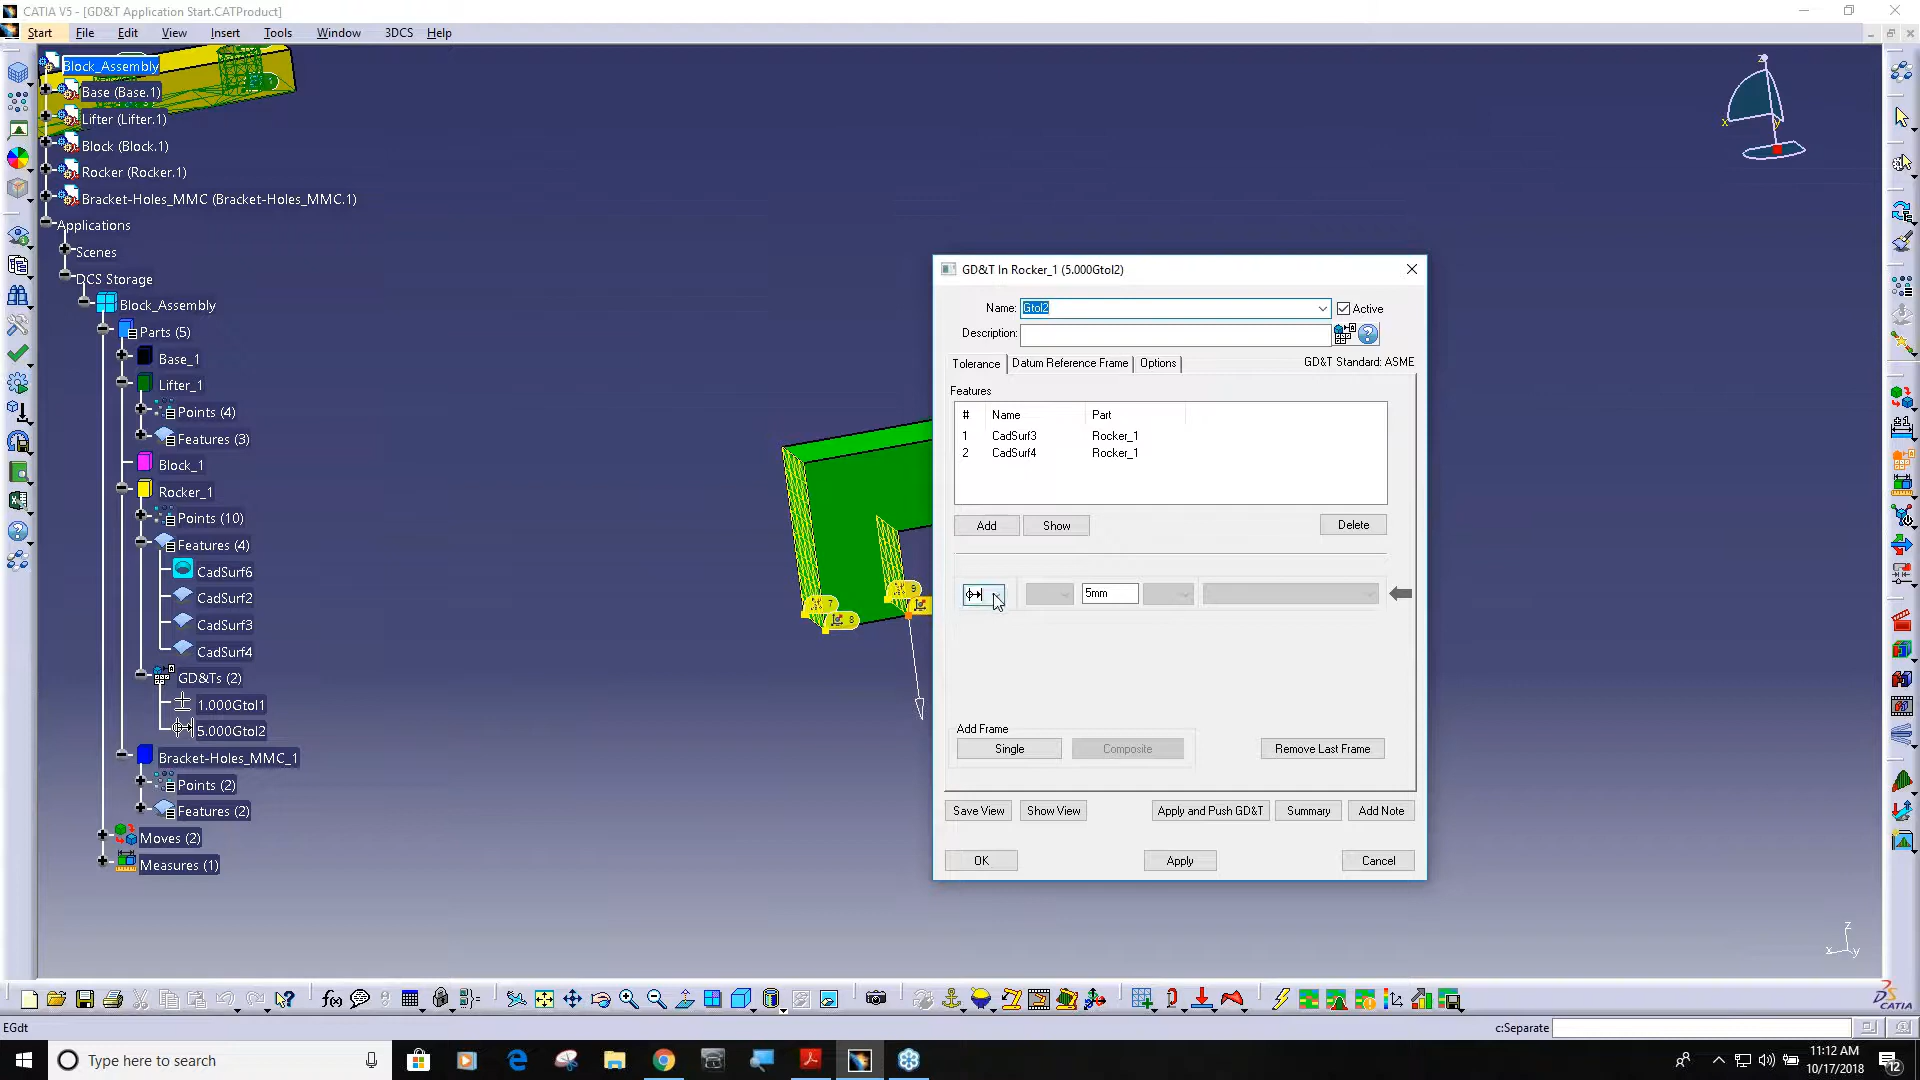 CATIA V5 - [GD&T Application Start.CATProduct]
Start File Edit View Insert Tools Window 3DCS Help
Block_Assembly
Base (Base.1)
Lifter (Lifter.1)
Block (Block.1)
Rocker (Rocker.1)
Bracket-Holes_MMC (Bracket-Holes_MMC.1)
Applications
Scenes
DCS Storage
Block_Assembly
Parts (5)
Base_1
Lifter_1
Points (4)
Features (3)
Block_1
Rocker_1
Points (10)
Features (4)
CadSurf6
CadSurf2
CadSurf3
CadSurf4
GD&Ts (2)
1.000Gtol1
5.000Gtol2
Bracket-Holes_MMC_1
Points (2)
Features (2)
Moves (2)
Measures (1)
z
x
y
7
8
9
GD&T In Rocker_1 (5.000Gtol2)
Name: Gtol2 Active
Description:
Tolerance Datum Reference Frame Options GD&T Standard: ASME
Features
# Name Part
1 CadSurf3 Rocker_1
2 CadSurf4 Rocker_1
Add Show Delete
5mm
Add Frame
Single Composite Remove Last Frame
Save View Show View Apply and Push GD&T Summary Add Note
OK Apply Cancel
z
x y
f(x)
CATIA
EGdt c:Separate
Type here to search
11:12 AM
10/17/2018
12